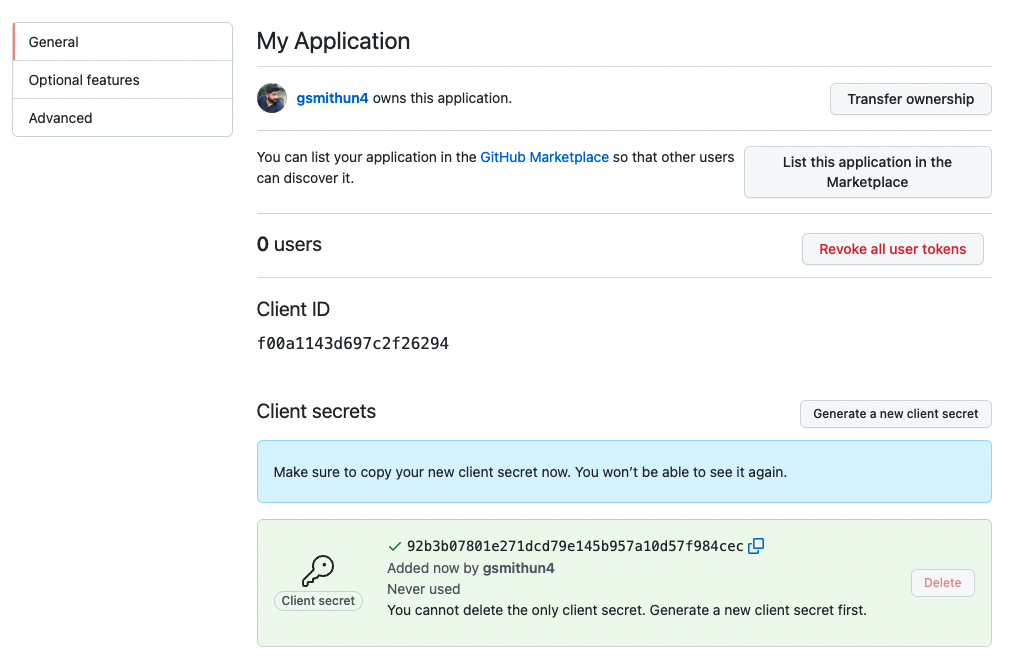 General
Optional features
Advanced
My Application
gsmithun4 owns this application.
Transfer ownership
You can list your application in the GitHub Marketplace so that other users
can discover it.
List this application in the
Marketplace
0 users
Revoke all user tokens
Client ID
f00a1143d697c2f26294
Client secrets
Generate a new client secret
Make sure to copy your new client secret now. You won't be able to see it again.
Client secret
92b3b07801e271dcd79e145b957a10d57f984cec
Added now by gsmithun4
Never used
You cannot delete the only client secret. Generate a new client secret first.
Delete